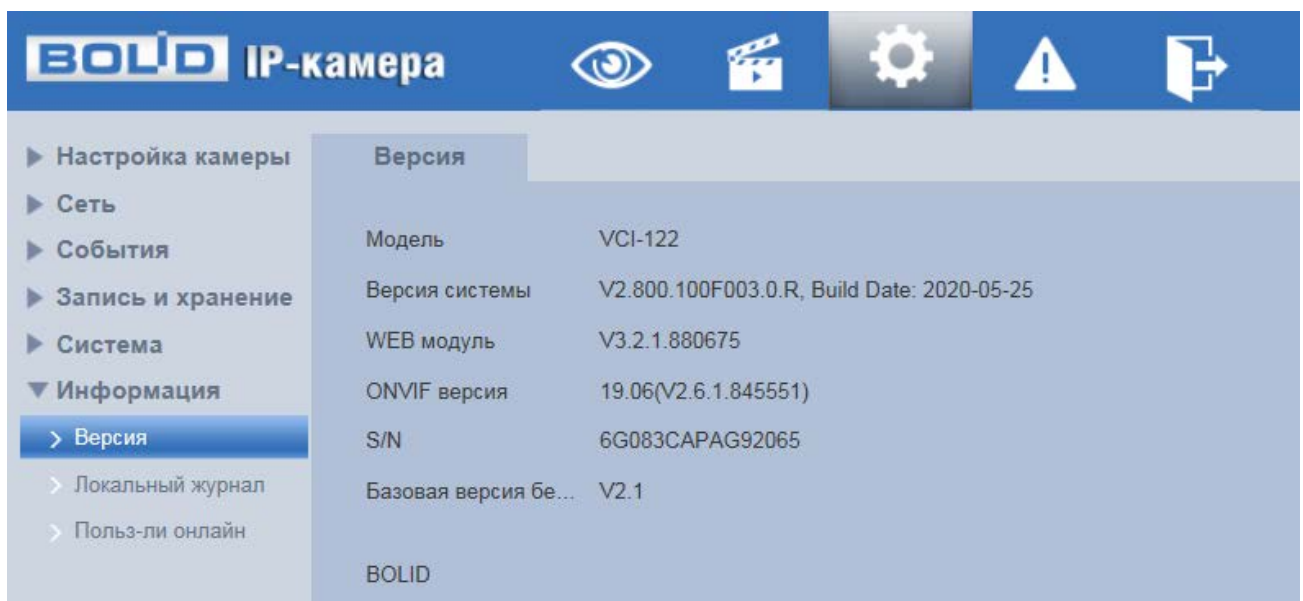 BOLID IP-камера
Настройка камеры
Сеть
События
Запись и хранение
Система
Информация
Версия
Локальный журнал
Польз-ли онлайн
Версия
Модель VCI-122
Версия системы V2.800.100F003.0.R, Build Date: 2020-05-25
WEB модуль V3.2.1.880675
ONVIF версия 19.06(V2.6.1.845551)
S/N 6G083CAPAG92065
Базовая версия бе... V2.1
BOLID